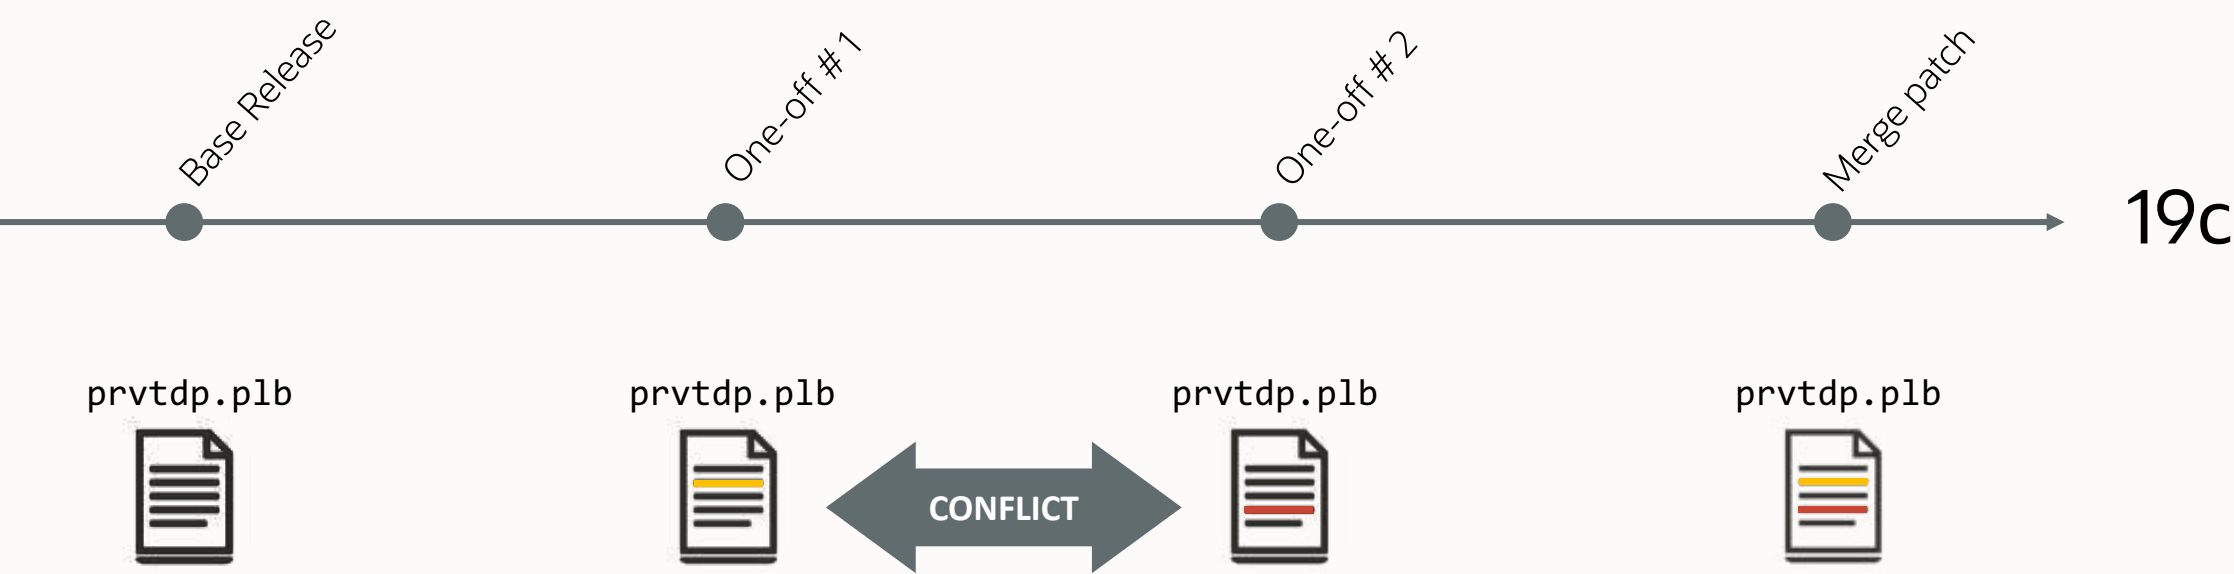 Base Release
One-off # 1
One-off # 2
Merge patch
19c
prvtdp.plb
prvtdp.plb
prvtdp.plb
prvtdp.plb
CONFLICT